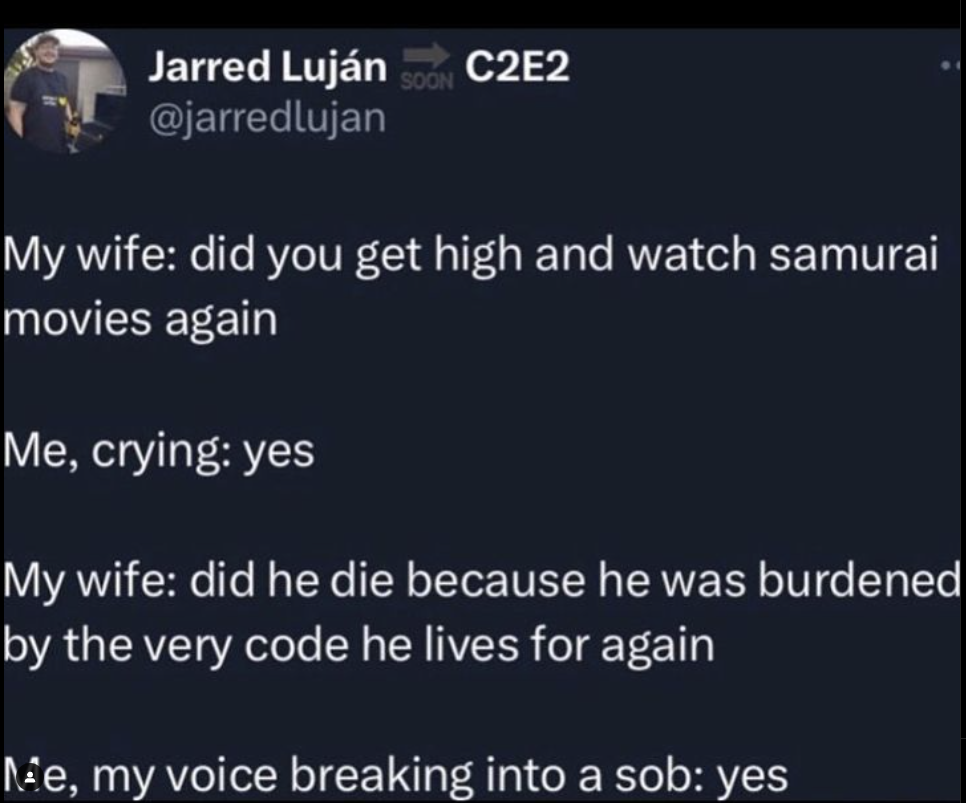 Jarred Luján SOON C2E2
@jarredlujan
My wife: did you get high and watch samurai
movies again
Me, crying: yes
My wife: did he die because he was burdened
by the very code he lives for again
Me, my voice breaking into a sob: yes